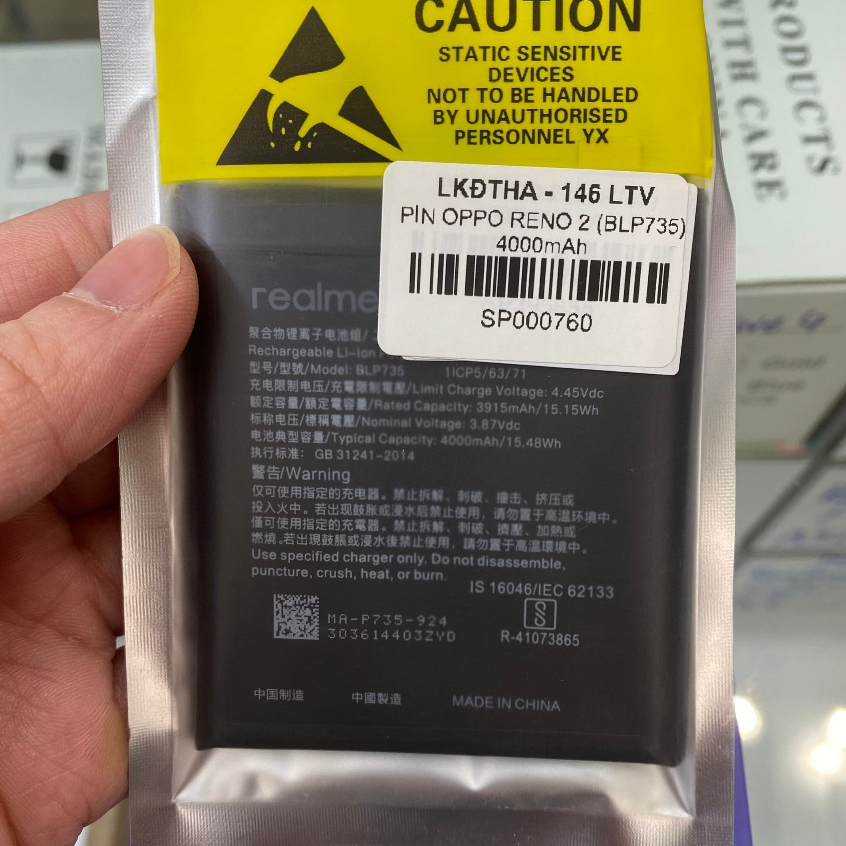 CAUTION
STATIC SENSITIVE
DEVICES
NOT TO BE HANDLED
BY UNAUTHORISED
PERSONNEL YX
LKĐTHA - 146 LTV
PIN OPPO RENO 2 (BLP735)
4000mAh
SP000760
realme
聚合物锂离子电池组/
Rechargeable Li-ion
型号/型號/Model: BLP735 1ICP5/63/71
充电限制电压/充電限制電壓/Limit Charge Voltage: 4.45Vdc
额定容量/額定電容量/Rated Capacity: 3915mAh/15.15Wh
标称电压/標稱電壓/Nominal Voltage: 3.87Vdc
电池典型容量/Typical Capacity: 4000mAh/15.48Wh
执行标准: GB 31241-2014
警告/Warning
仅可使用指定的充电器。禁止拆解、刺破、撞击、挤压或
投入火中。若出现鼓胀或浸水后禁止使用，请勿置于高温环境中。
僅可使用指定的充電器。禁止拆解、刺破、擠壓、加熱或
燃燒。若出現鼓脹或浸水後禁止使用，請勿置于高溫環境中。
Use specified charger only. Do not disassemble,
puncture, crush, heat, or burn.
IS 16046/IEC 62133
MA-P735-924
303614403ZYD
R-41073865
中国制造 中國製造 MADE IN CHINA
RODUCTS
WITH CARE